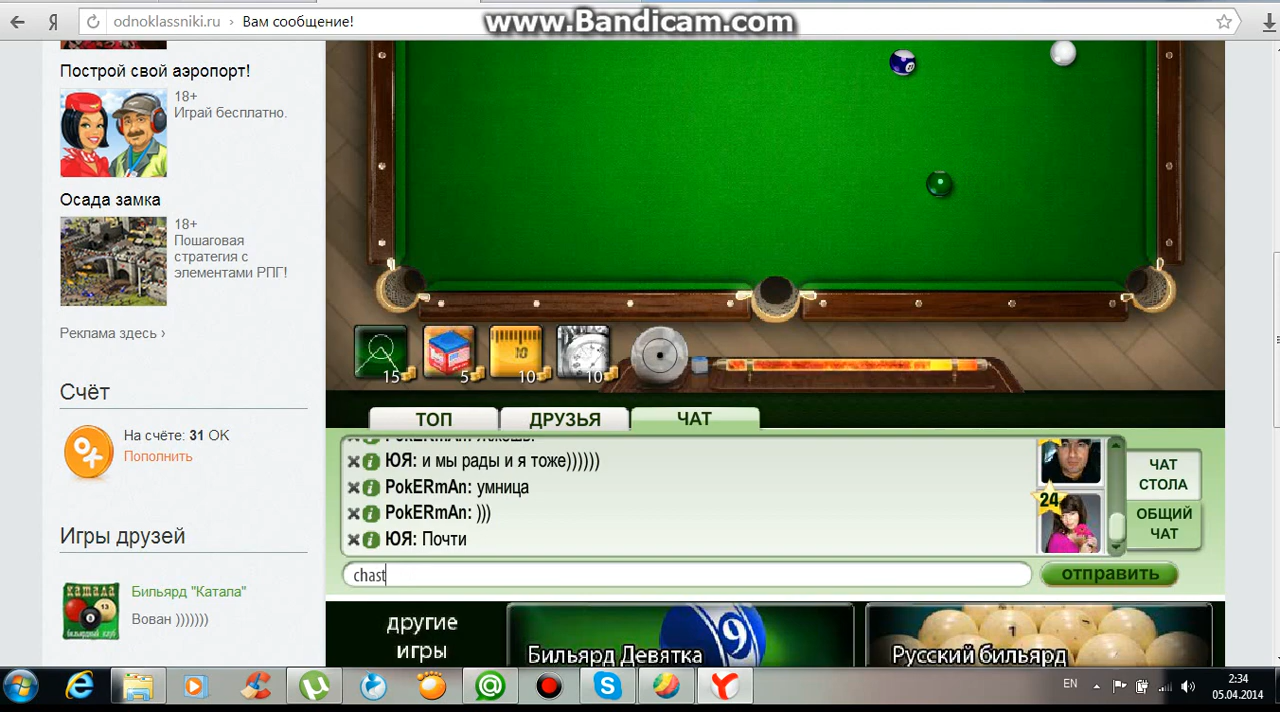 odnoklassniki.ru › Вам сообщение!
www.Bandicam.com
Построй свой аэропорт!
18+
Играй бесплатно.
Осада замка
18+
Пошаговая
стратегия с
элементами РПГ!
Реклама здесь ›
Счёт
На счёте: 31 ОК
Пополнить
Игры друзей
КАТАЛА
Бильярд "Катала"
Вован )))))))
15
5
10
10
10
ТОП
ДРУЗЬЯ
ЧАТ
ЮЯ: и мы рады и я тоже))))))
PokERmAn: умница
PokERmAn: )))
ЮЯ: Почти
24
ЧАТ
СТОЛА
ОБЩИЙ
ЧАТ
chast
отправить
другие
игры
9
Бильярд Девятка
Русский бильярд
EN
2:34
05.04.2014